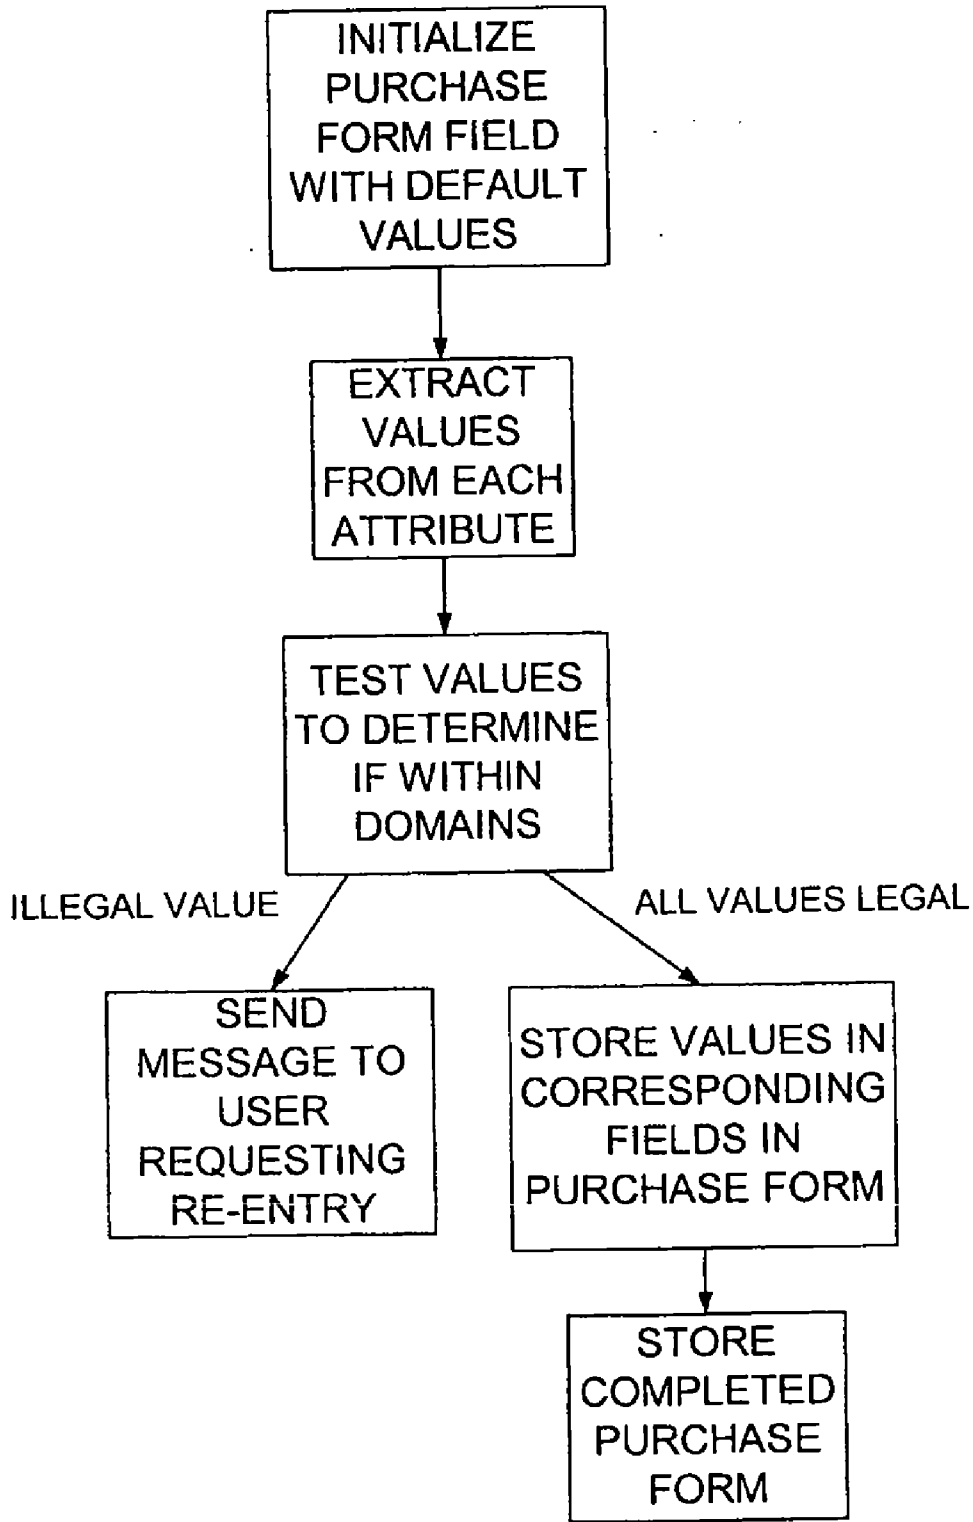 INITIALIZE
PURCHASE
FORM FIELD
WITH DEFAULT
VALUES
EXTRACT
VALUES
FROM EACH
ATTRIBUTE
TEST VALUES
TO DETERMINE
IF WITHIN
DOMAINS
ILLEGAL VALUE
ALL VALUES LEGAL
SEND
MESSAGE TO
USER
REQUESTING
RE-ENTRY
STORE VALUES IN
CORRESPONDING
FIELDS IN
PURCHASE FORM
STORE
COMPLETED
PURCHASE
FORM